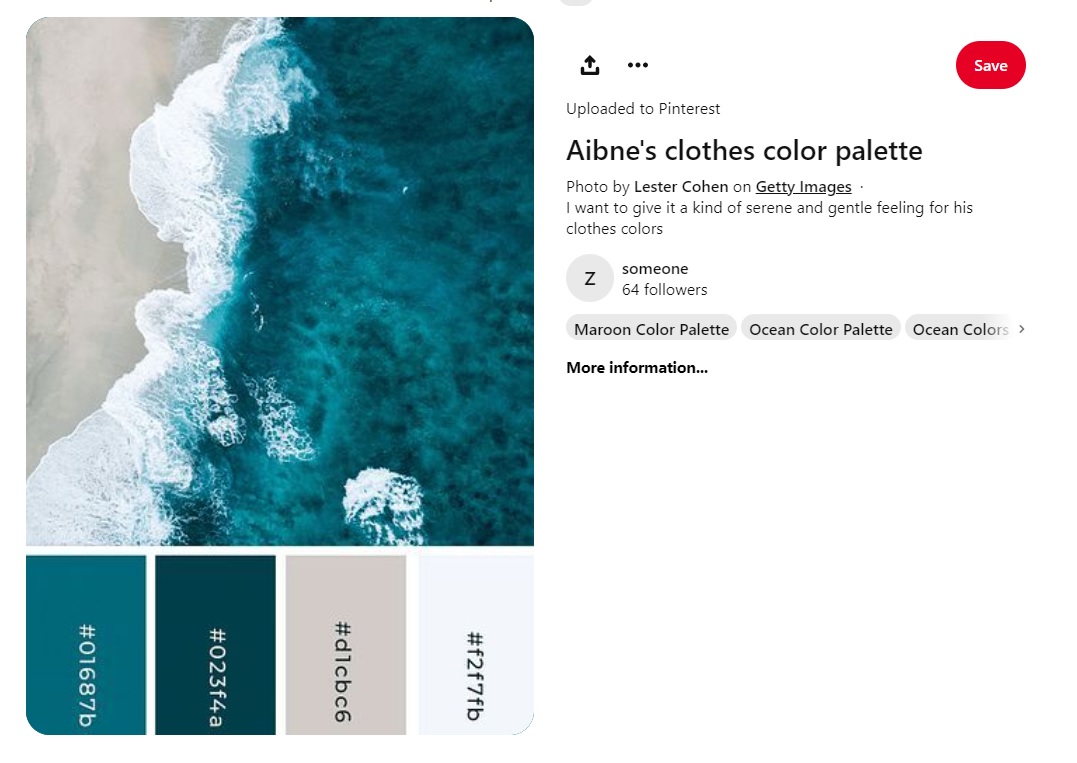 Save
Uploaded to Pinterest
Aibne's clothes color palette
Photo by Lester Cohen on Getty Images ·
I want to give it a kind of serene and gentle feeling for his
clothes colors
Z
someone
64 followers
Maroon Color Palette Ocean Color Palette Ocean Colors
More information...
#01687b
#023f4a
#d1cbc6
#f2f7fb